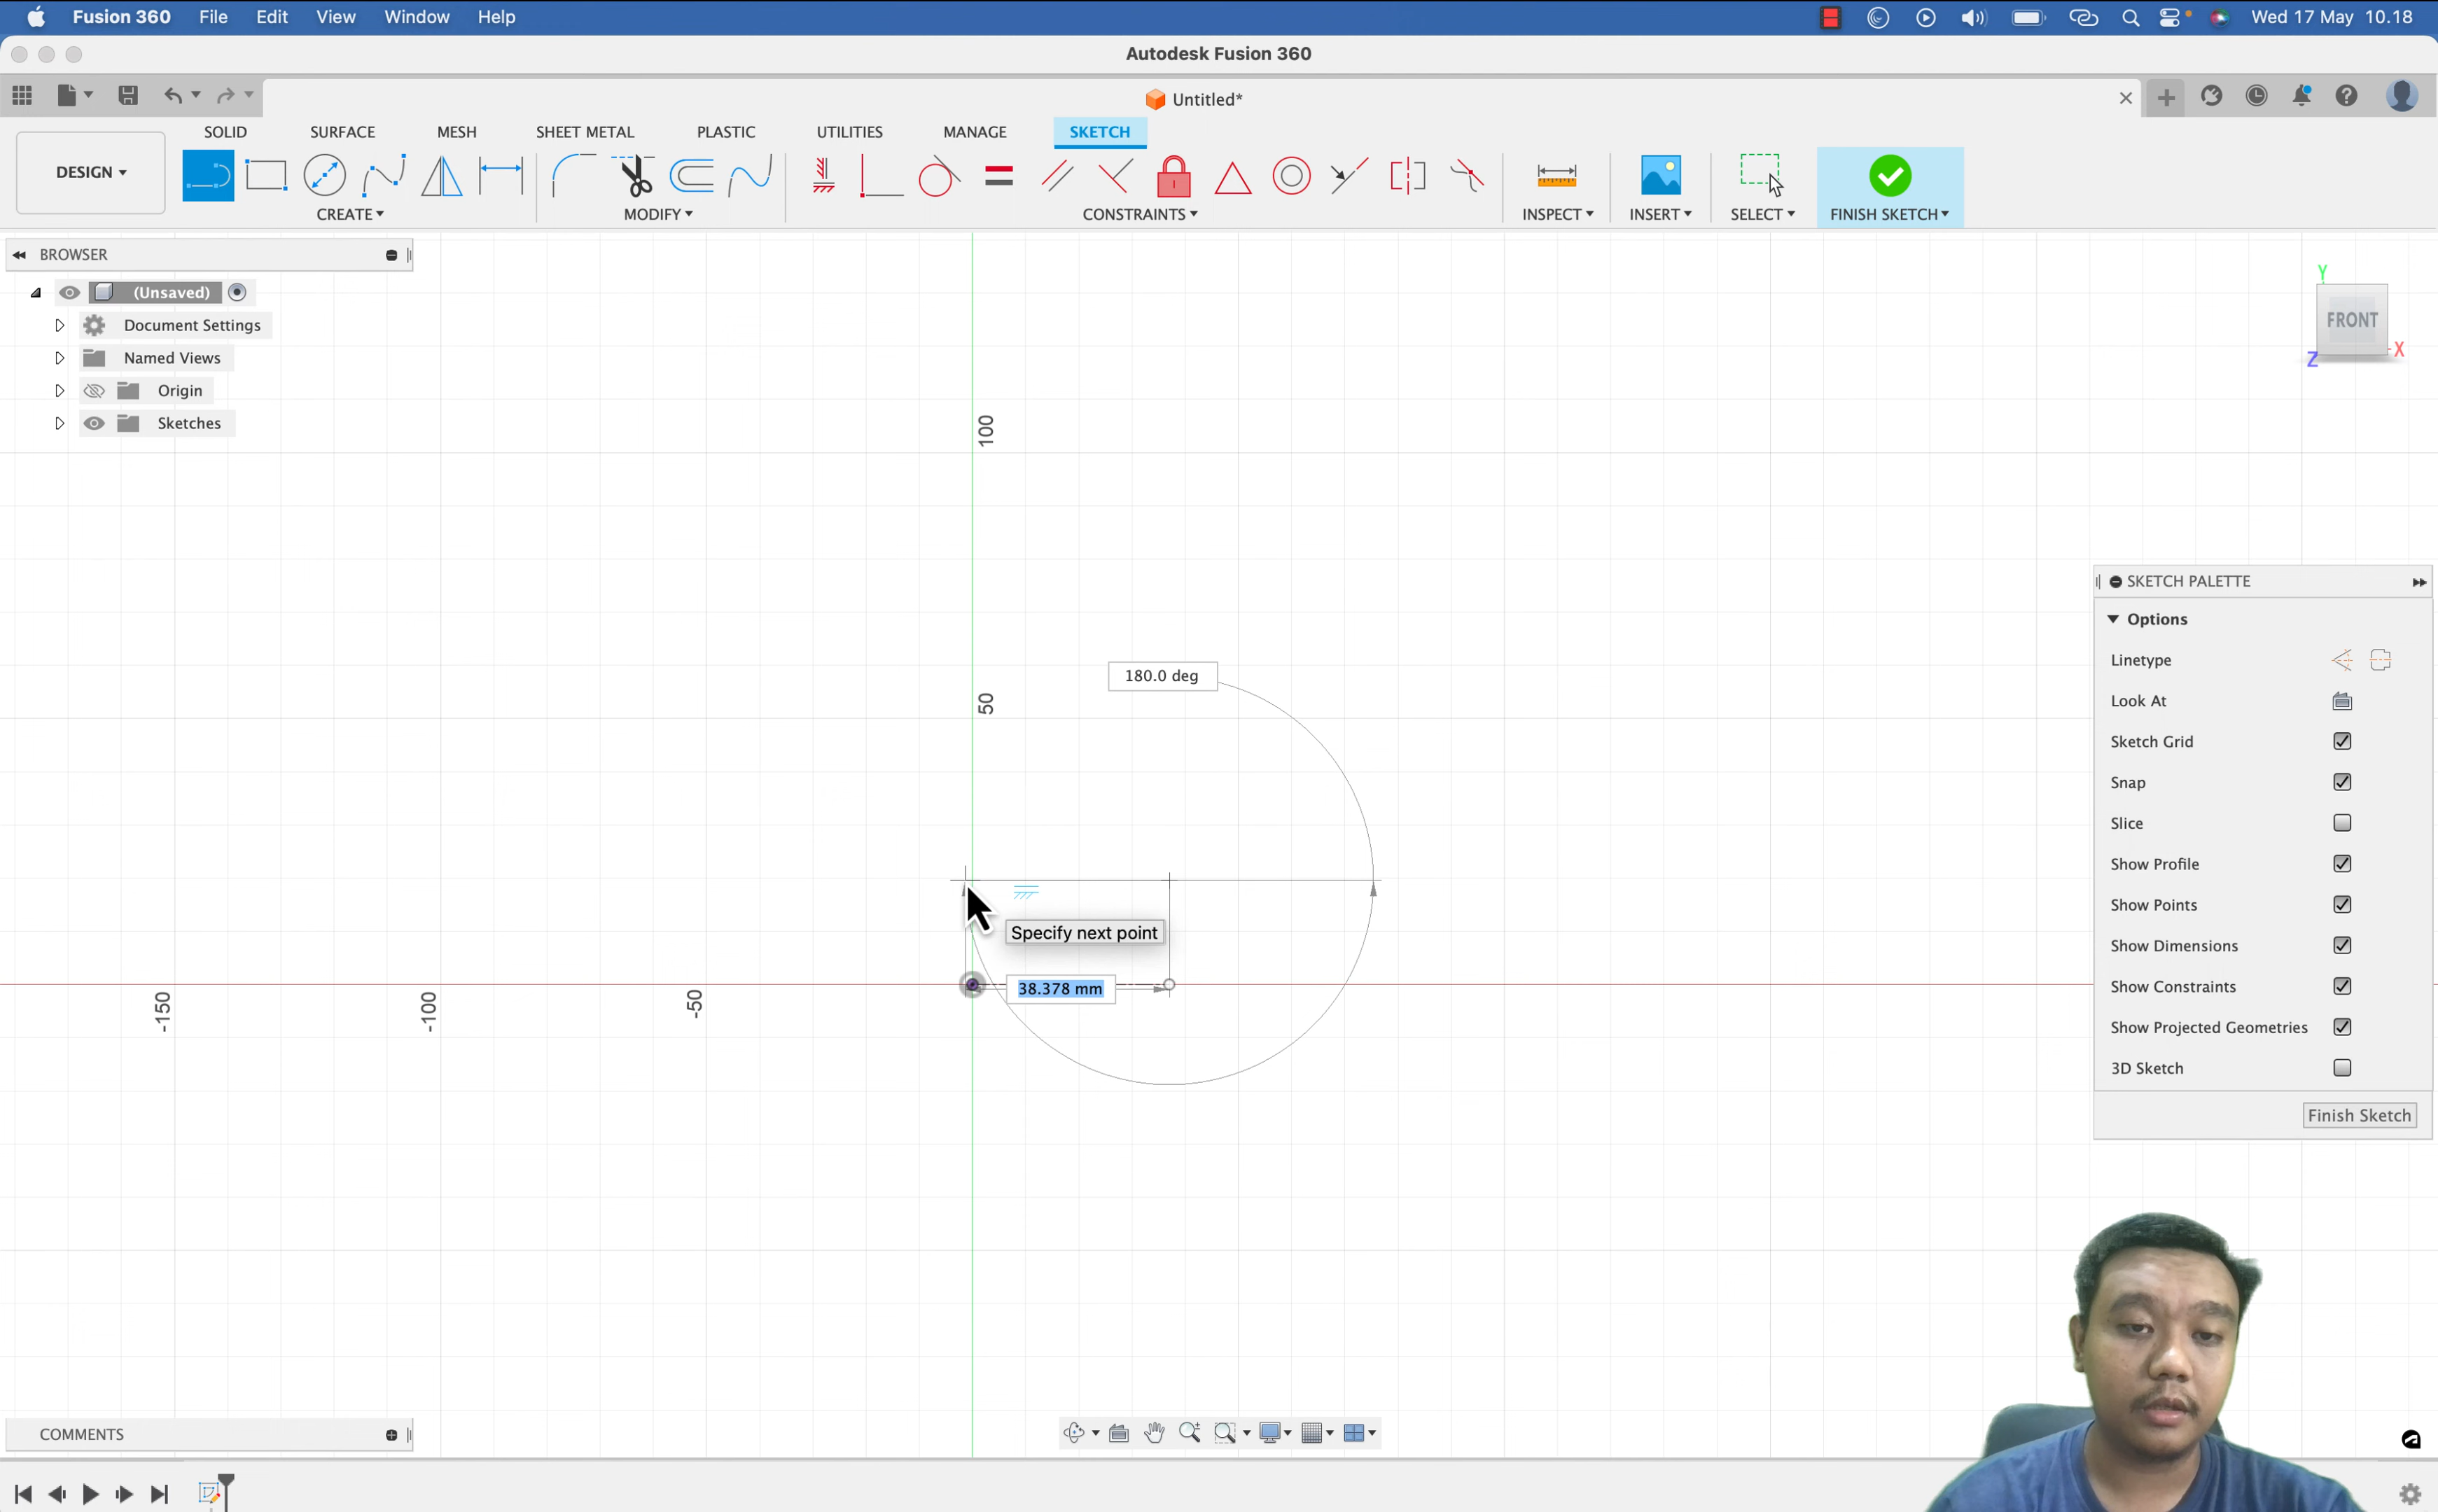 Fusion 360 File Edit View Window Help Wed 17 May 10.18
Autodesk Fusion 360
Untitled*
SOLID SURFACE MESH SHEET METAL PLASTIC UTILITIES MANAGE SKETCH
DESIGN
CREATE MODIFY CONSTRAINTS INSPECT INSERT SELECT FINISH SKETCH
BROWSER
(Unsaved)
Document Settings
Named Views
Origin
Sketches
Y
FRONT
X
Z
100
50
180.0 deg
Specify next point
38.378 mm
-150
-100
-50
SKETCH PALETTE
Options
Linetype
Look At
Sketch Grid
Snap
Slice
Show Profile
Show Points
Show Dimensions
Show Constraints
Show Projected Geometries
3D Sketch
Finish Sketch
COMMENTS